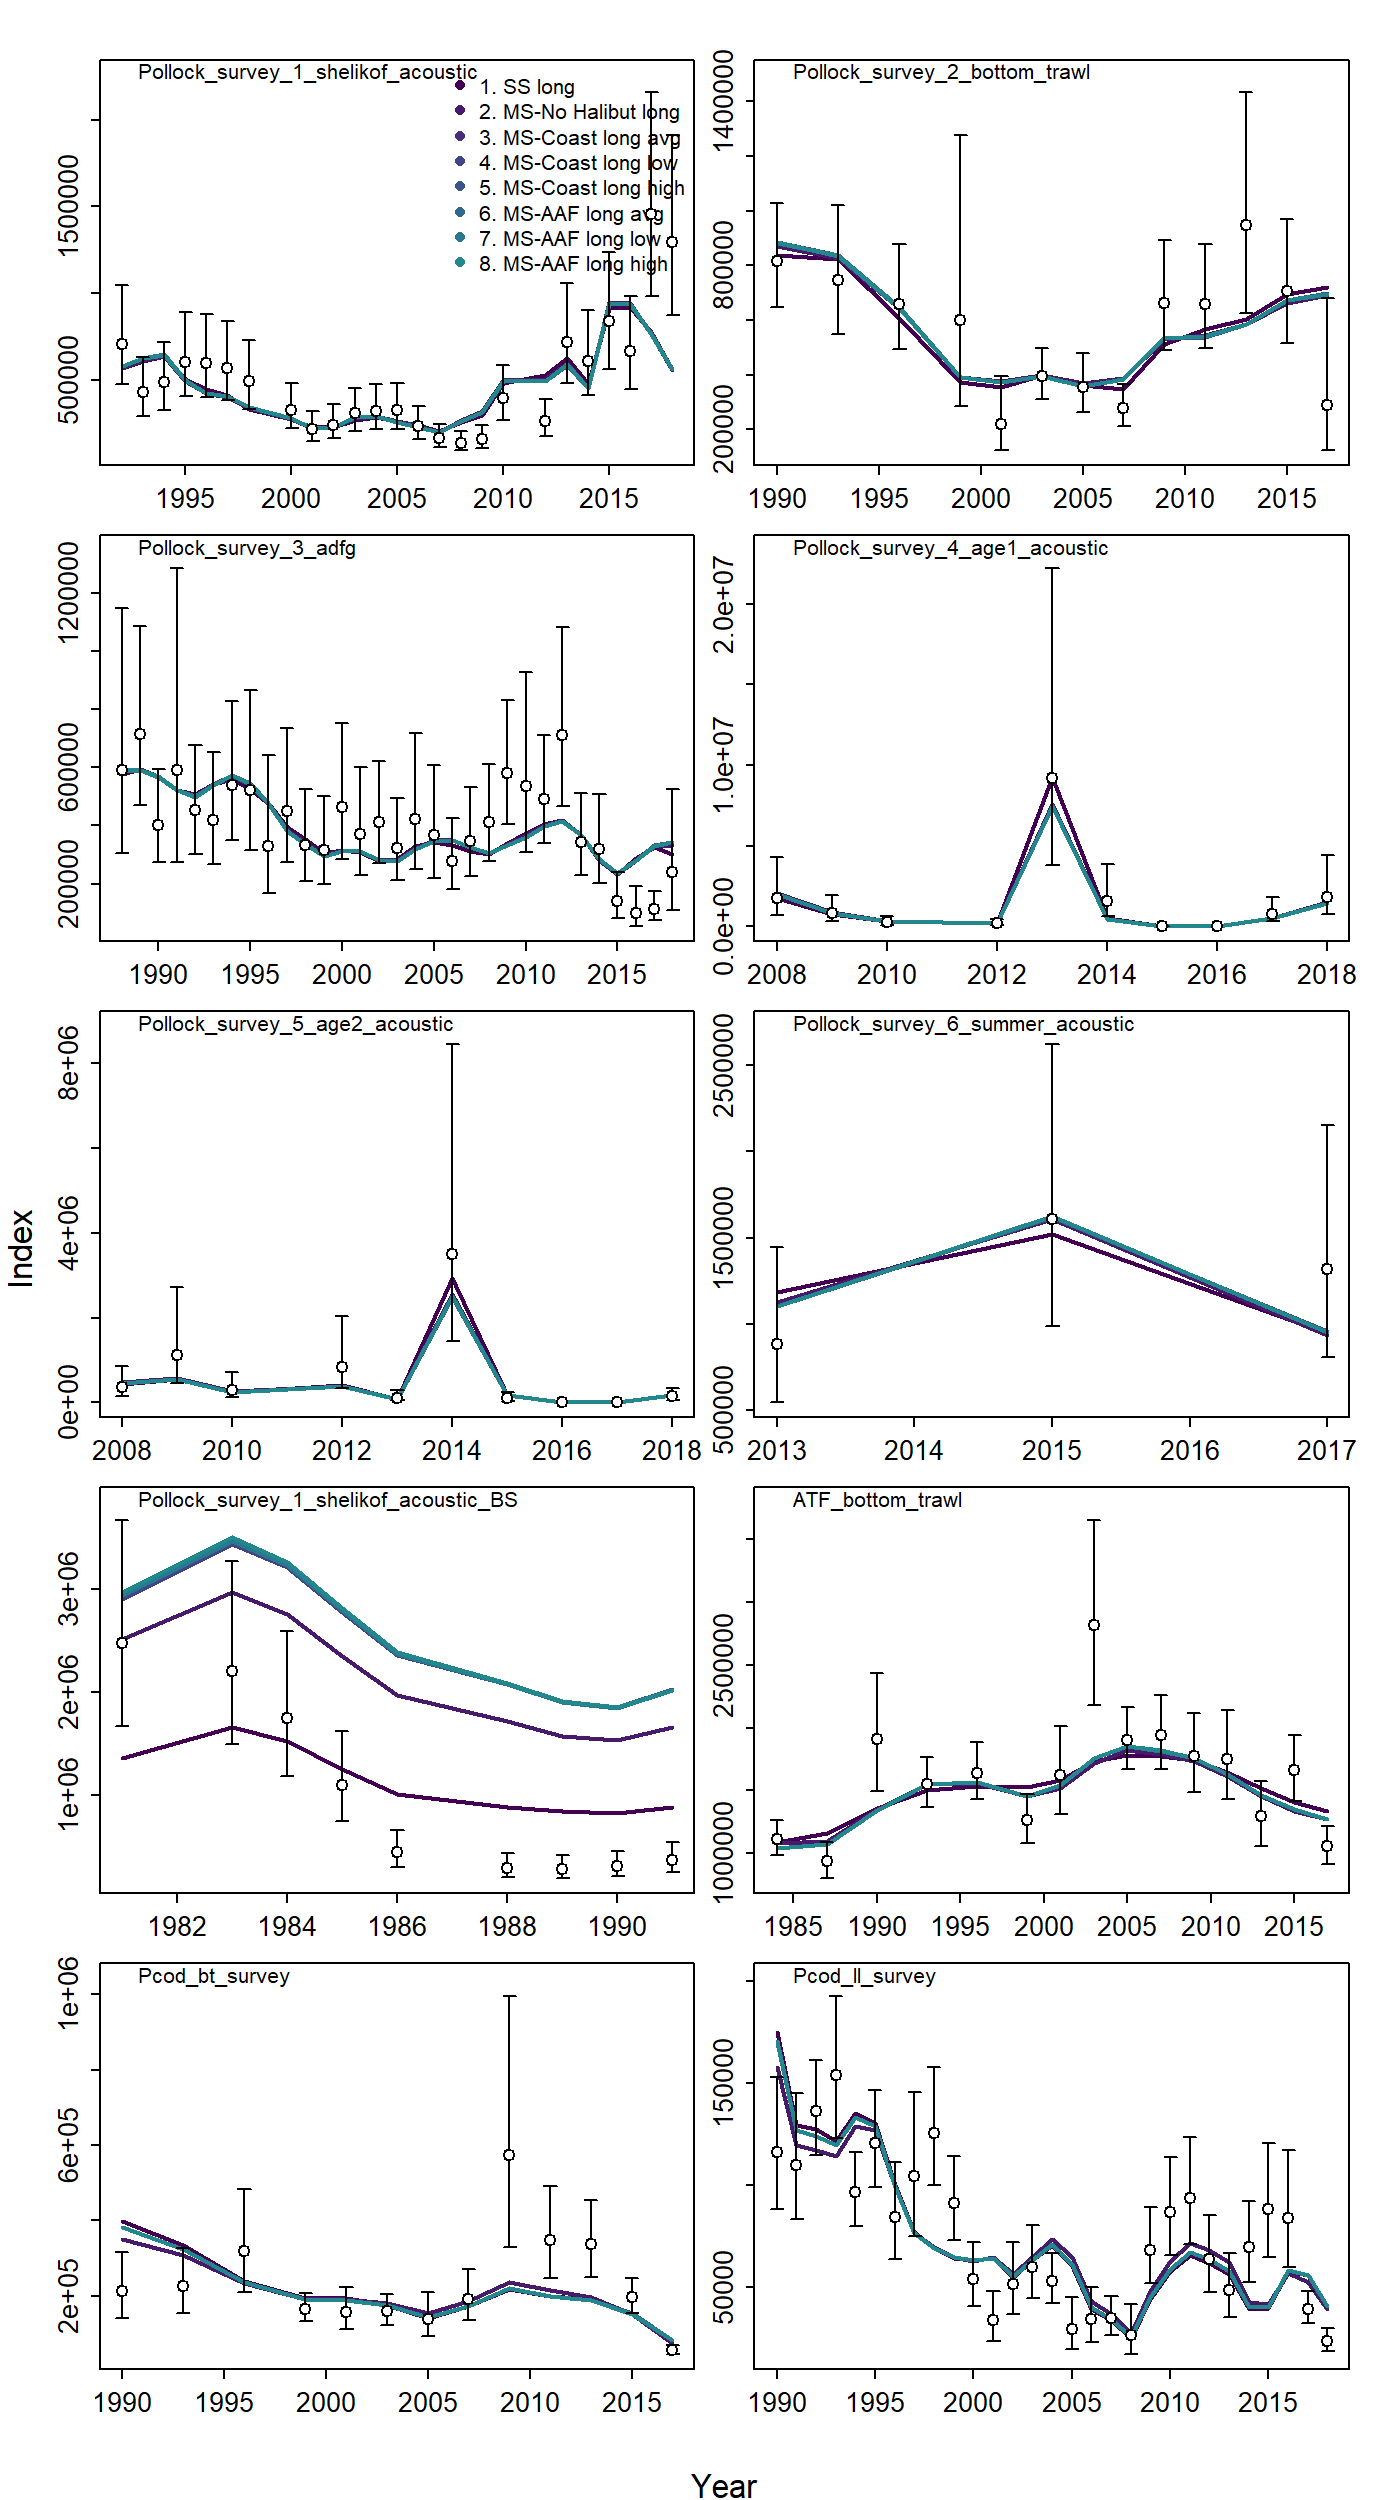 Pollock_survey_1_shelikof_acoustic
1. SS long
2. MS-No Halibut long
3. MS-Coast long avg
4. MS-Coast long low
5. MS-Coast long high
6. MS-AAF long avg
7. MS-AAF long low
8. MS-AAF long high
500000 1500000
1995 2000 2005 2010 2015
Pollock_survey_2_bottom_trawl
200000 800000 1400000
1990 1995 2000 2005 2010 2015
Pollock_survey_3_adfg
200000 600000 1200000
1990 1995 2000 2005 2010 2015
Pollock_survey_4_age1_acoustic
0.0e+00 1.0e+07 2.0e+07
2008 2010 2012 2014 2016 2018
Pollock_survey_5_age2_acoustic
0e+00 4e+06 8e+06
2008 2010 2012 2014 2016 2018
Pollock_survey_6_summer_acoustic
500000 1500000 2500000
2013 2014 2015 2016 2017
Index
Pollock_survey_1_shelikof_acoustic_BS
1e+06 2e+06 3e+06
1982 1984 1986 1988 1990
ATF_bottom_trawl
1000000 2500000
1985 1990 1995 2000 2005 2010 2015
Pcod_bt_survey
2e+05 6e+05 1e+06
1990 1995 2000 2005 2010 2015
Pcod_ll_survey
50000 150000
1990 1995 2000 2005 2010 2015
Year